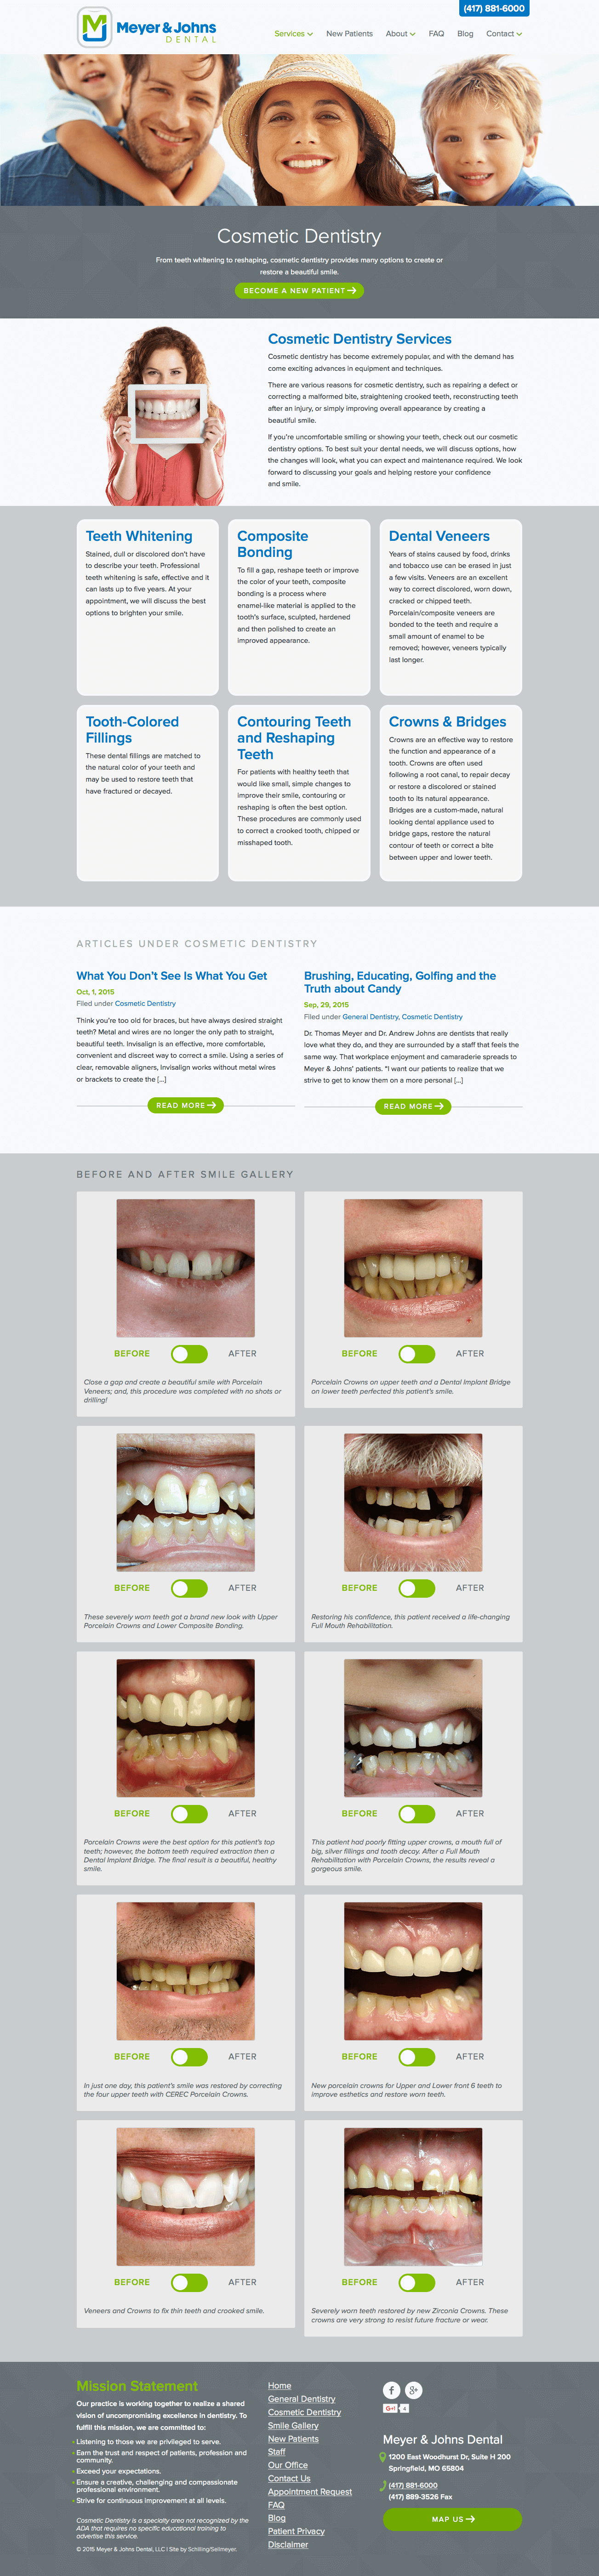 (417) 881-6000
Meyer & Johns
DENTAL
Services New Patients About FAQ Blog Contact
Cosmetic Dentistry
From teeth whitening to reshaping, cosmetic dentistry provides many options to create or
restore a beautiful smile.
BECOME A NEW PATIENT
Cosmetic Dentistry Services
Cosmetic dentistry has become extremely popular, and with the demand has
come exciting advances in equipment and techniques.
There are various reasons for cosmetic dentistry, such as repairing a defect or
correcting a malformed bite, straightening crooked teeth, reconstructing teeth
after an injury, or simply improving overall appearance by creating a
beautiful smile.
If you're uncomfortable smiling or showing your teeth, check out our cosmetic
dentistry options. To best suit your dental needs, we will discuss options, how
the changes will look, what you can expect and maintenance required. We look
forward to discussing your goals and helping restore your confidence
and smile.
Teeth Whitening
Stained, dull or discolored don't have
to describe your teeth. Professional
teeth whitening is safe, effective and it
can lasts up to five years. At your
appointment, we will discuss the best
options to brighten your smile.
Composite
Bonding
To fill a gap, reshape teeth or improve
the color of your teeth, composite
bonding is a process where
enamel-like material is applied to the
tooth's surface, sculpted, hardened
and then polished to create an
improved appearance.
Dental Veneers
Years of stains caused by food, drinks
and tobacco use can be erased in just
a few visits. Veneers are an excellent
way to correct discolored, worn down,
cracked or chipped teeth.
Porcelain/composite veneers are
bonded to the teeth and require a
small amount of enamel to be
removed; however, veneers typically
last longer.
Tooth-Colored
Fillings
These dental fillings are matched to
the natural color of your teeth and
may be used to restore teeth that
have fractured or decayed.
Contouring Teeth
and Reshaping
Teeth
For patients with healthy teeth that
would like small, simple changes to
improve their smile, contouring or
reshaping is often the best option.
These procedures are commonly used
to correct a crooked tooth, chipped or
misshaped tooth.
Crowns & Bridges
Crowns are an effective way to restore
the function and appearance of a
tooth. Crowns are often used
following a root canal, to repair decay
or restore a discolored or stained
tooth to its natural appearance.
Bridges are a custom-made, natural
looking dental appliance used to
bridge gaps, restore the natural
contour of teeth or correct a bite
between upper and lower teeth.
ARTICLES UNDER COSMETIC DENTISTRY
What You Don't See Is What You Get
Oct, 1, 2015
Filed under Cosmetic Dentistry
Think you're too old for braces, but have always desired straight
teeth? Metal and wires are no longer the only path to straight,
beautiful teeth. Invisalign is an effective, more comfortable,
convenient and discreet way to correct a smile. Using a series of
clear, removable aligners, Invisalign works without metal wires
or brackets to create the [...]
READ MORE
Brushing, Educating, Golfing and the
Truth about Candy
Sep, 29, 2015
Filed under General Dentistry, Cosmetic Dentistry
Dr. Thomas Meyer and Dr. Andrew Johns are dentists that really
love what they do, and they are surrounded by a staff that feels the
same way. That workplace enjoyment and camaraderie spreads to
Meyer & Johns' patients. "I want our patients to realize that we
strive to get to know them on a more personal [...]
READ MORE
BEFORE AND AFTER SMILE GALLERY
BEFORE AFTER
Close a gap and create a beautiful smile with Porcelain
Veneers; and, this procedure was completed with no shots or
drilling!
BEFORE AFTER
Porcelain Crowns on upper teeth and a Dental Implant Bridge
on lower teeth perfected this patient's smile.
BEFORE AFTER
These severely worn teeth got a brand new look with Upper
Porcelain Crowns and Lower Composite Bonding.
BEFORE AFTER
Restoring his confidence, this patient received a life-changing
Full Mouth Rehabilitation.
BEFORE AFTER
Porcelain Crowns were the best option for this patient's top
teeth; however, the bottom teeth required extraction then a
Dental Implant Bridge. The final result is a beautiful, healthy
smile.
BEFORE AFTER
This patient had poorly fitting upper crowns, a mouth full of
big, silver fillings and tooth decay. After a Full Mouth
Rehabilitation with Porcelain Crowns, the results reveal a
gorgeous smile.
BEFORE AFTER
In just one day, this patient's smile was restored by correcting
the four upper teeth with CEREC Porcelain Crowns.
BEFORE AFTER
New porcelain crowns for Upper and Lower front 6 teeth to
improve esthetics and restore worn teeth.
BEFORE AFTER
Veneers and Crowns to fix thin teeth and crooked smile.
BEFORE AFTER
Severely worn teeth restored by new Zirconia Crowns. These
crowns are very strong to resist future fracture or wear.
Mission Statement
Our practice is working together to realize a shared
vision of uncompromising excellence in dentistry. To
fulfill this mission, we are committed to:
Listening to those we are privileged to serve.
Earn the trust and respect of patients, profession and
community.
Exceed your expectations.
Ensure a creative, challenging and compassionate
professional environment.
Strive for continuous improvement at all levels.
Cosmetic Dentistry is a specialty area not recognized by the
ADA that requires no specific educational training to
advertise this service.
© 2015 Meyer & Johns Dental, LLC | Site by Schilling/Sellmeyer.
Home
General Dentistry
Cosmetic Dentistry
Smile Gallery
New Patients
Staff
Our Office
Contact Us
Appointment Request
FAQ
Blog
Patient Privacy
Disclaimer
f g+
G+1 4
Meyer & Johns Dental
1200 East Woodhurst Dr, Suite H 200
Springfield, MO 65804
(417) 881-6000
(417) 889-3526 Fax
MAP US